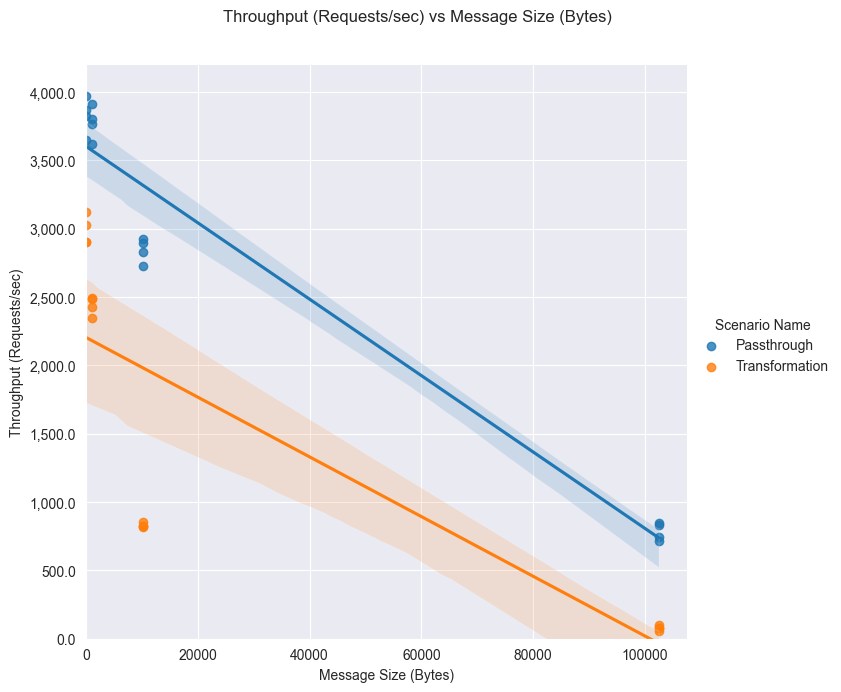 Throughput (Requests/sec) vs Message Size (Bytes)
4,000.0
3,500.0
3,000.0
2,500.0
2,000.0
1,500.0
1,000.0
500.0
0.0
Throughput (Requests/sec)
0
20000
40000
60000
80000
100000
Message Size (Bytes)
Scenario Name
Passthrough
Transformation